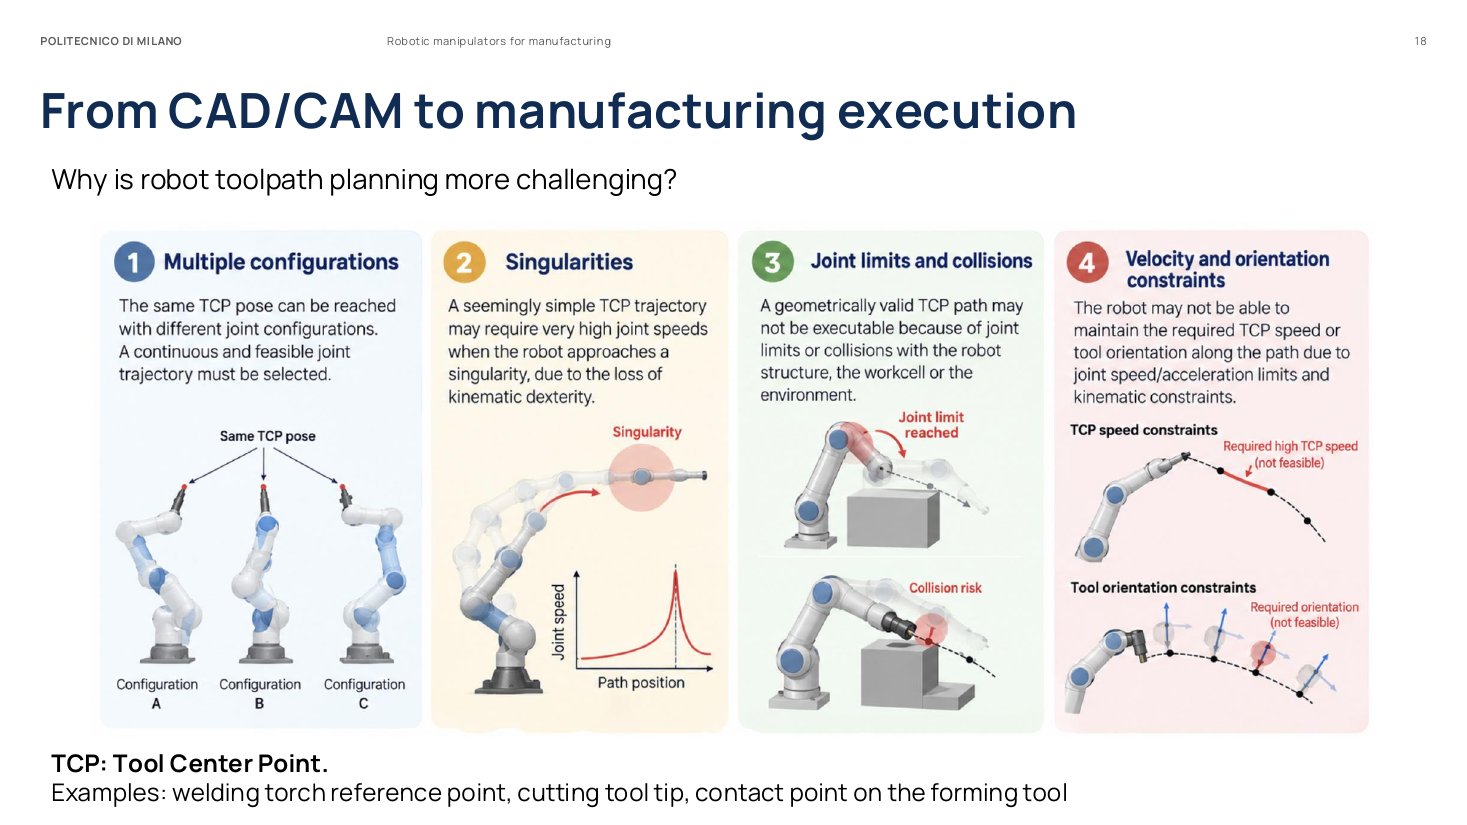 POLITECNICO DI MILANO
Robotic manipulators for manufacturing
18
From CAD/CAM to manufacturing execution
Why is robot toolpath planning more challenging?
1 Multiple configurations
The same TCP pose can be reached
with different joint configurations.
A continuous and feasible joint
trajectory must be selected.
Same TCP pose
Configuration
A
Configuration
B
Configuration
C
2 Singularities
A seemingly simple TCP trajectory
may require very high joint speeds
when the robot approaches a
singularity, due to the loss of
kinematic dexterity.
Singularity
Joint speed
Path position
3 Joint limits and collisions
A geometrically valid TCP path may
not be executable because of joint
limits or collisions with the robot
structure, the workcell or the
environment.
Joint limit
reached
Collision risk
4 Velocity and orientation
constraints
The robot may not be able to
maintain the required TCP speed or
tool orientation along the path due to
joint speed/acceleration limits and
kinematic constraints.
TCP speed constraints
Required high TCP speed
(not feasible)
Tool orientation constraints
Required orientation
(not feasible)
TCP: Tool Center Point.
Examples: welding torch reference point, cutting tool tip, contact point on the forming tool